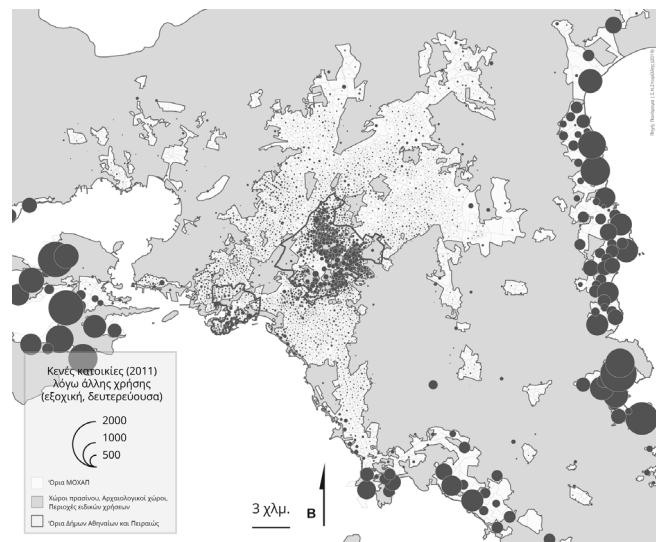 Κενές κατοικίες (2011)
λόγω άλλης χρήσης
(εξοχική, δευτερεύουσα)
2000
1000
500
Όρια ΜΟΧΑΠ
Χώροι πρασίνου, Αρχαιολογικοί χώροι,
Περιοχές ειδικών χρήσεων
Όρια Δήμων Αθηναίων και Πειραιώς
3 χλμ.
Β